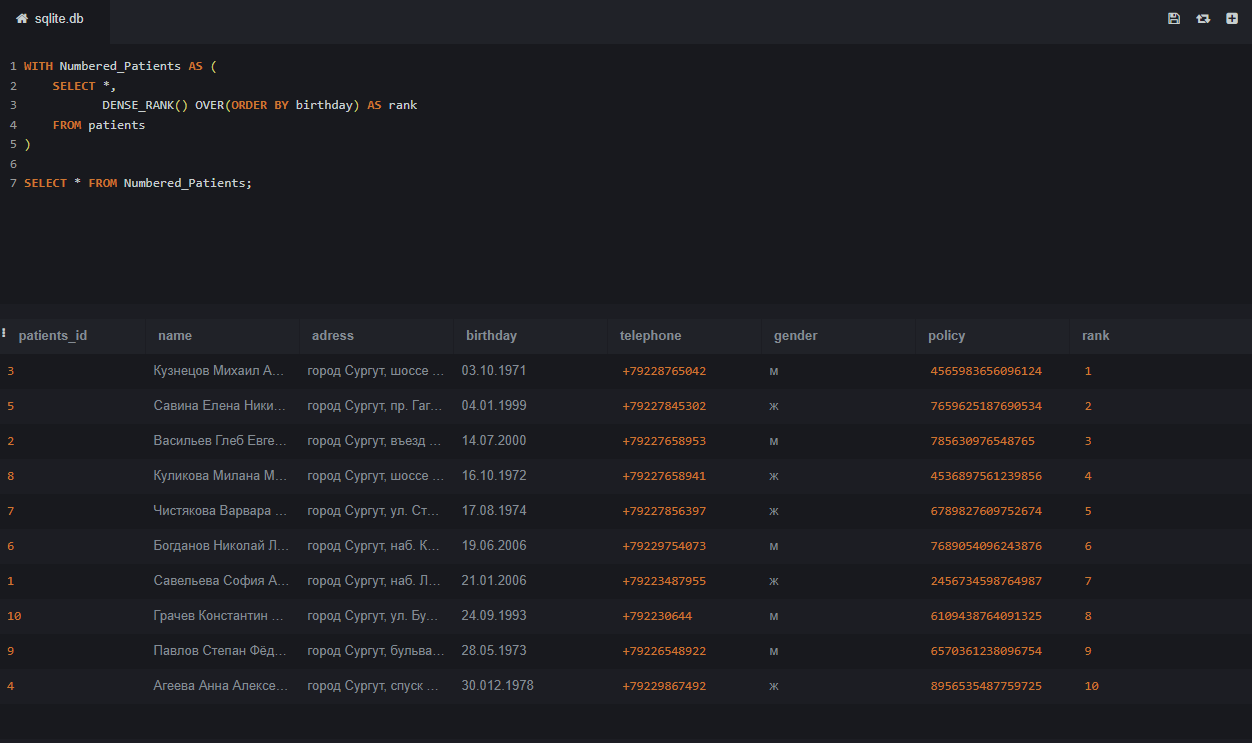 sqlite.db
1 WITH Numbered_Patients AS (
2 SELECT *,
3 DENSE_RANK() OVER(ORDER BY birthday) AS rank
4 FROM patients
5 )
6
7 SELECT * FROM Numbered_Patients;
patients_id name adress birthday telephone gender policy rank
3 Кузнецов Михаил А... город Сургут, шоссе ... 03.10.1971 +79228765042 м 4565983656096124 1
5 Савина Елена Ники... город Сургут, пр. Гаг... 04.01.1999 +79227845302 ж 7659625187690534 2
2 Васильев Глеб Евге... город Сургут, въезд ... 14.07.2000 +79227658953 м 785630976548765 3
8 Куликова Милана М... город Сургут, шоссе ... 16.10.1972 +79227658941 ж 4536897561239856 4
7 Чистякова Варвара ... город Сургут, ул. Ст... 17.08.1974 +79227856397 ж 6789827609752674 5
6 Богданов Николай Л... город Сургут, наб. К... 19.06.2006 +79229754073 м 7689054096243876 6
1 Савельева София А... город Сургут, наб. Л... 21.01.2006 +79223487955 ж 2456734598764987 7
10 Грачев Константин ... город Сургут, ул. Бу... 24.09.1993 +792230644 м 6109438764091325 8
9 Павлов Степан Фёд... город Сургут, бульва... 28.05.1973 +79226548922 м 6570361238096754 9
4 Агеева Анна Алексе... город Сургут, спуск ... 30.012.1978 +79229867492 ж 8956535487759725 10